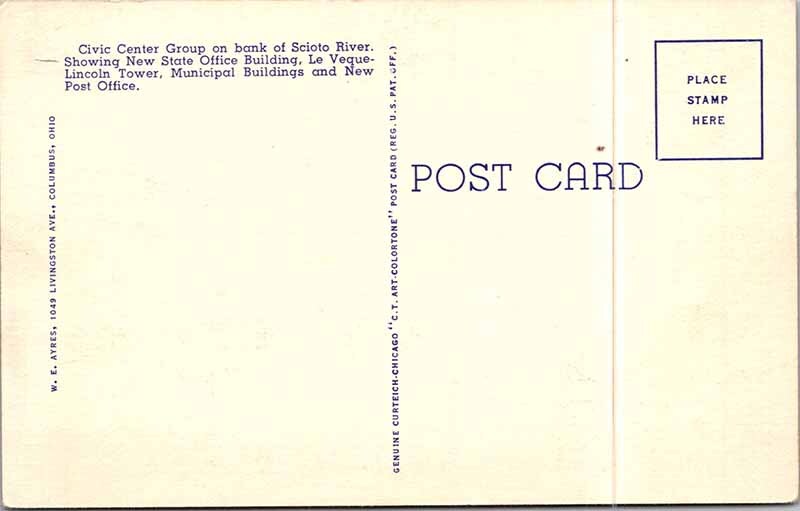 Civic Center Group on bank of Scioto River.
Showing New State Office Building, Le Veque-
Lincoln Tower, Municipal Buildings and New
Post Office.
W. E. AYRES, 1049 LIVINGSTON AVE., COLUMBUS, OHIO
GENUINE CURTEICH-CHICAGO "C.T. ART-COLORTONE" POST CARD (REG. U.S. PAT. OFF.)
POST CARD
PLACE
STAMP
HERE